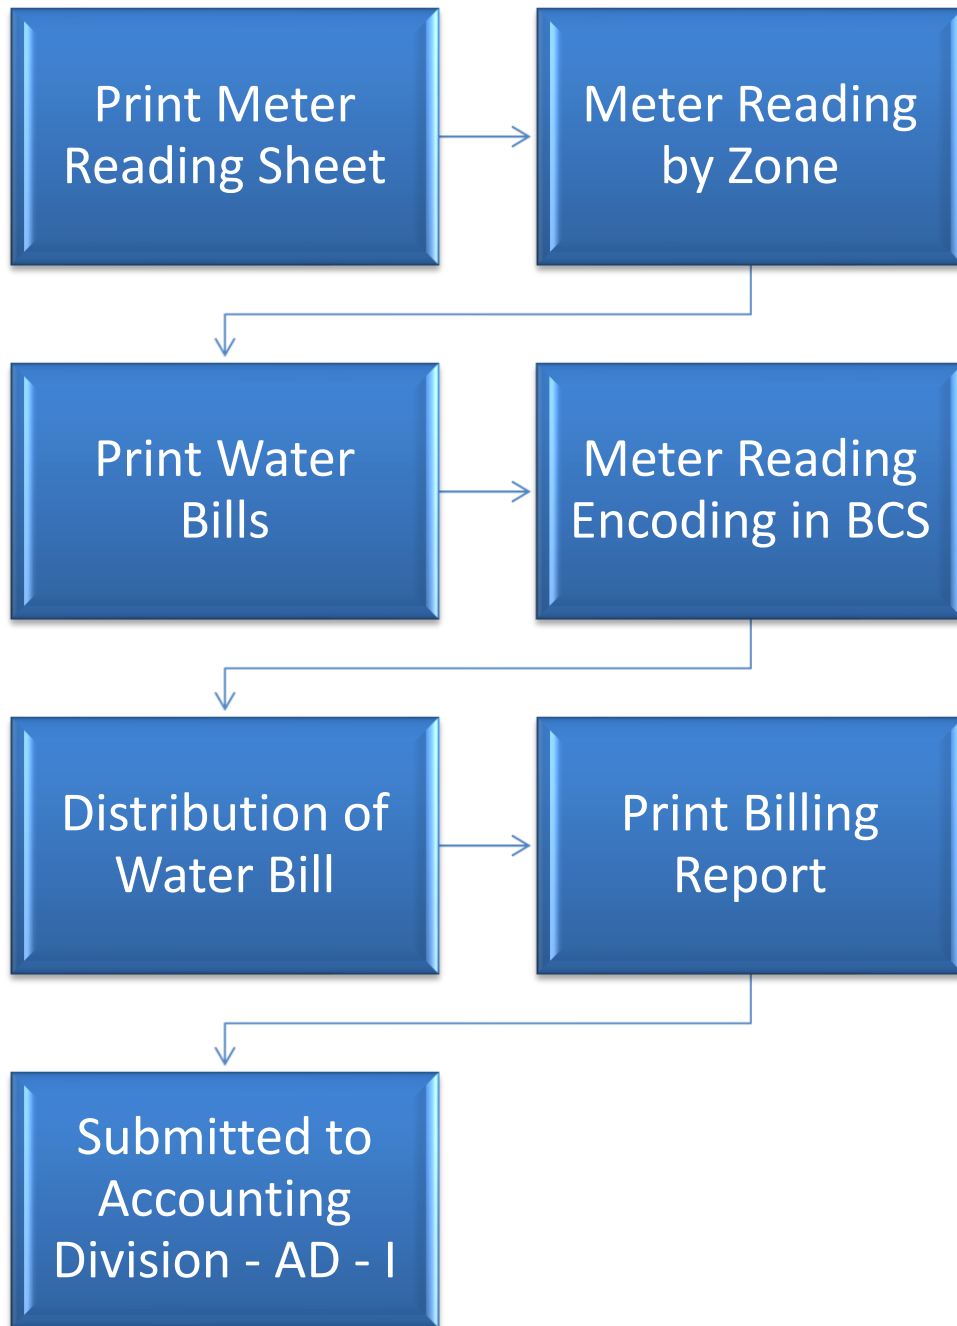 Print Meter
Reading Sheet
Meter Reading
by Zone
Print Water
Bills
Meter Reading
Encoding in BCS
Distribution of
Water Bill
Print Billing
Report
Submitted to
Accounting
Division - AD - I